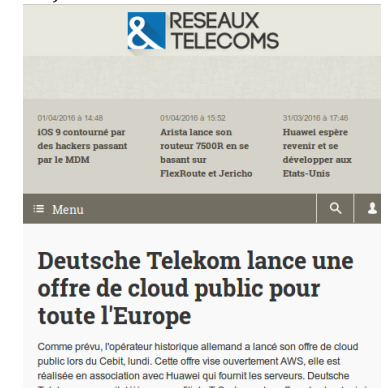 RESEAUX
& TELECOMS
01/04/2016 à 14:48
iOS 9 contourné par
des hackers passant
par le MDM
01/04/2016 à 15:52
Arista lance son
routeur 7500R en se
basant sur
FlexRoute et Jericho
31/03/2016 à 17:46
Huawei espère
revenir et se
développer aux
Etats-Unis
Menu
Deutsche Telekom lance une
offre de cloud public pour
toute l'Europe
Comme prévu, l'opérateur historique allemand a lancé son offre de cloud
public lors du Cebit, lundi. Cette offre vise ouvertement AWS, elle est
réalisée en association avec Huawei qui fournit les serveurs. Deutsche